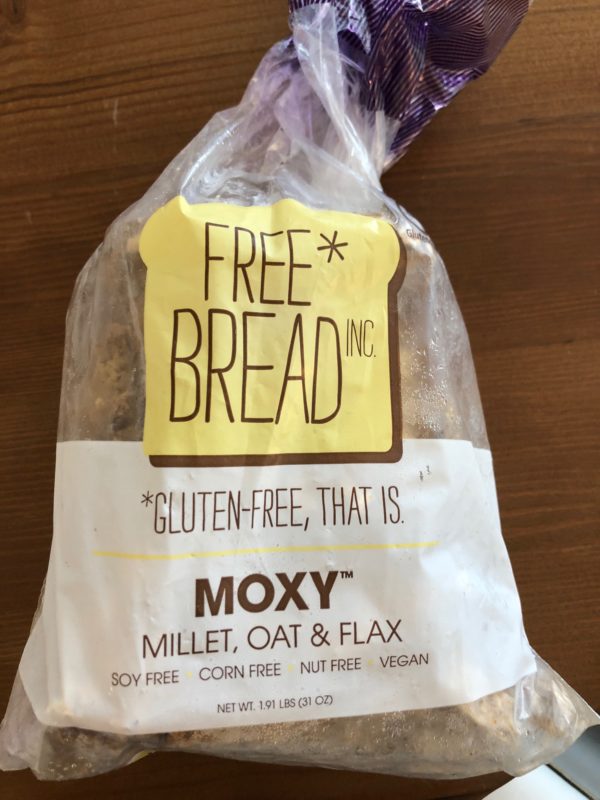 FREE*
BREAD INC.
*GLUTEN-FREE, THAT IS.
MOXY™
MILLET, OAT & FLAX
SOY FREE CORN FREE NUT FREE VEGAN
NET WT. 1.91 LBS (31 OZ)